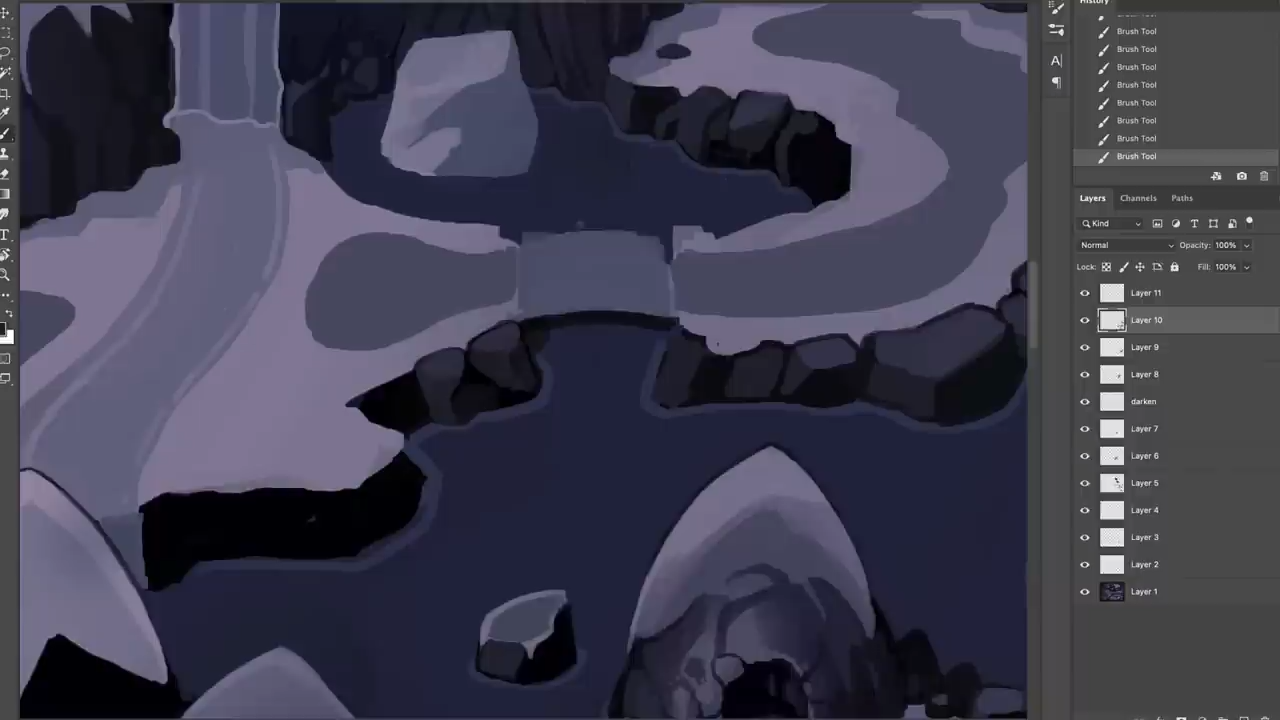 History
Brush Tool
Brush Tool
Brush Tool
Brush Tool
Brush Tool
Brush Tool
Brush Tool
Brush Tool
Layers Channels Paths
Kind
Normal Opacity: 100%
Lock: Fill: 100%
Layer 11
Layer 10
Layer 9
Layer 8
darken
Layer 7
Layer 6
Layer 5
Layer 4
Layer 3
Layer 2
Layer 1